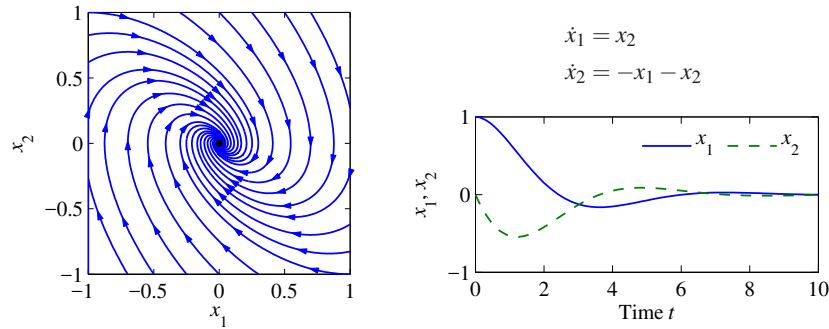 1
0.5
0
−0.5
−1
x2
−1 −0.5 0 0.5 1
x1
ẋ1 = x2
ẋ2 = −x1 − x2
1
0
−1
x1, x2
x1 x2
0 2 4 6 8 10
Time t